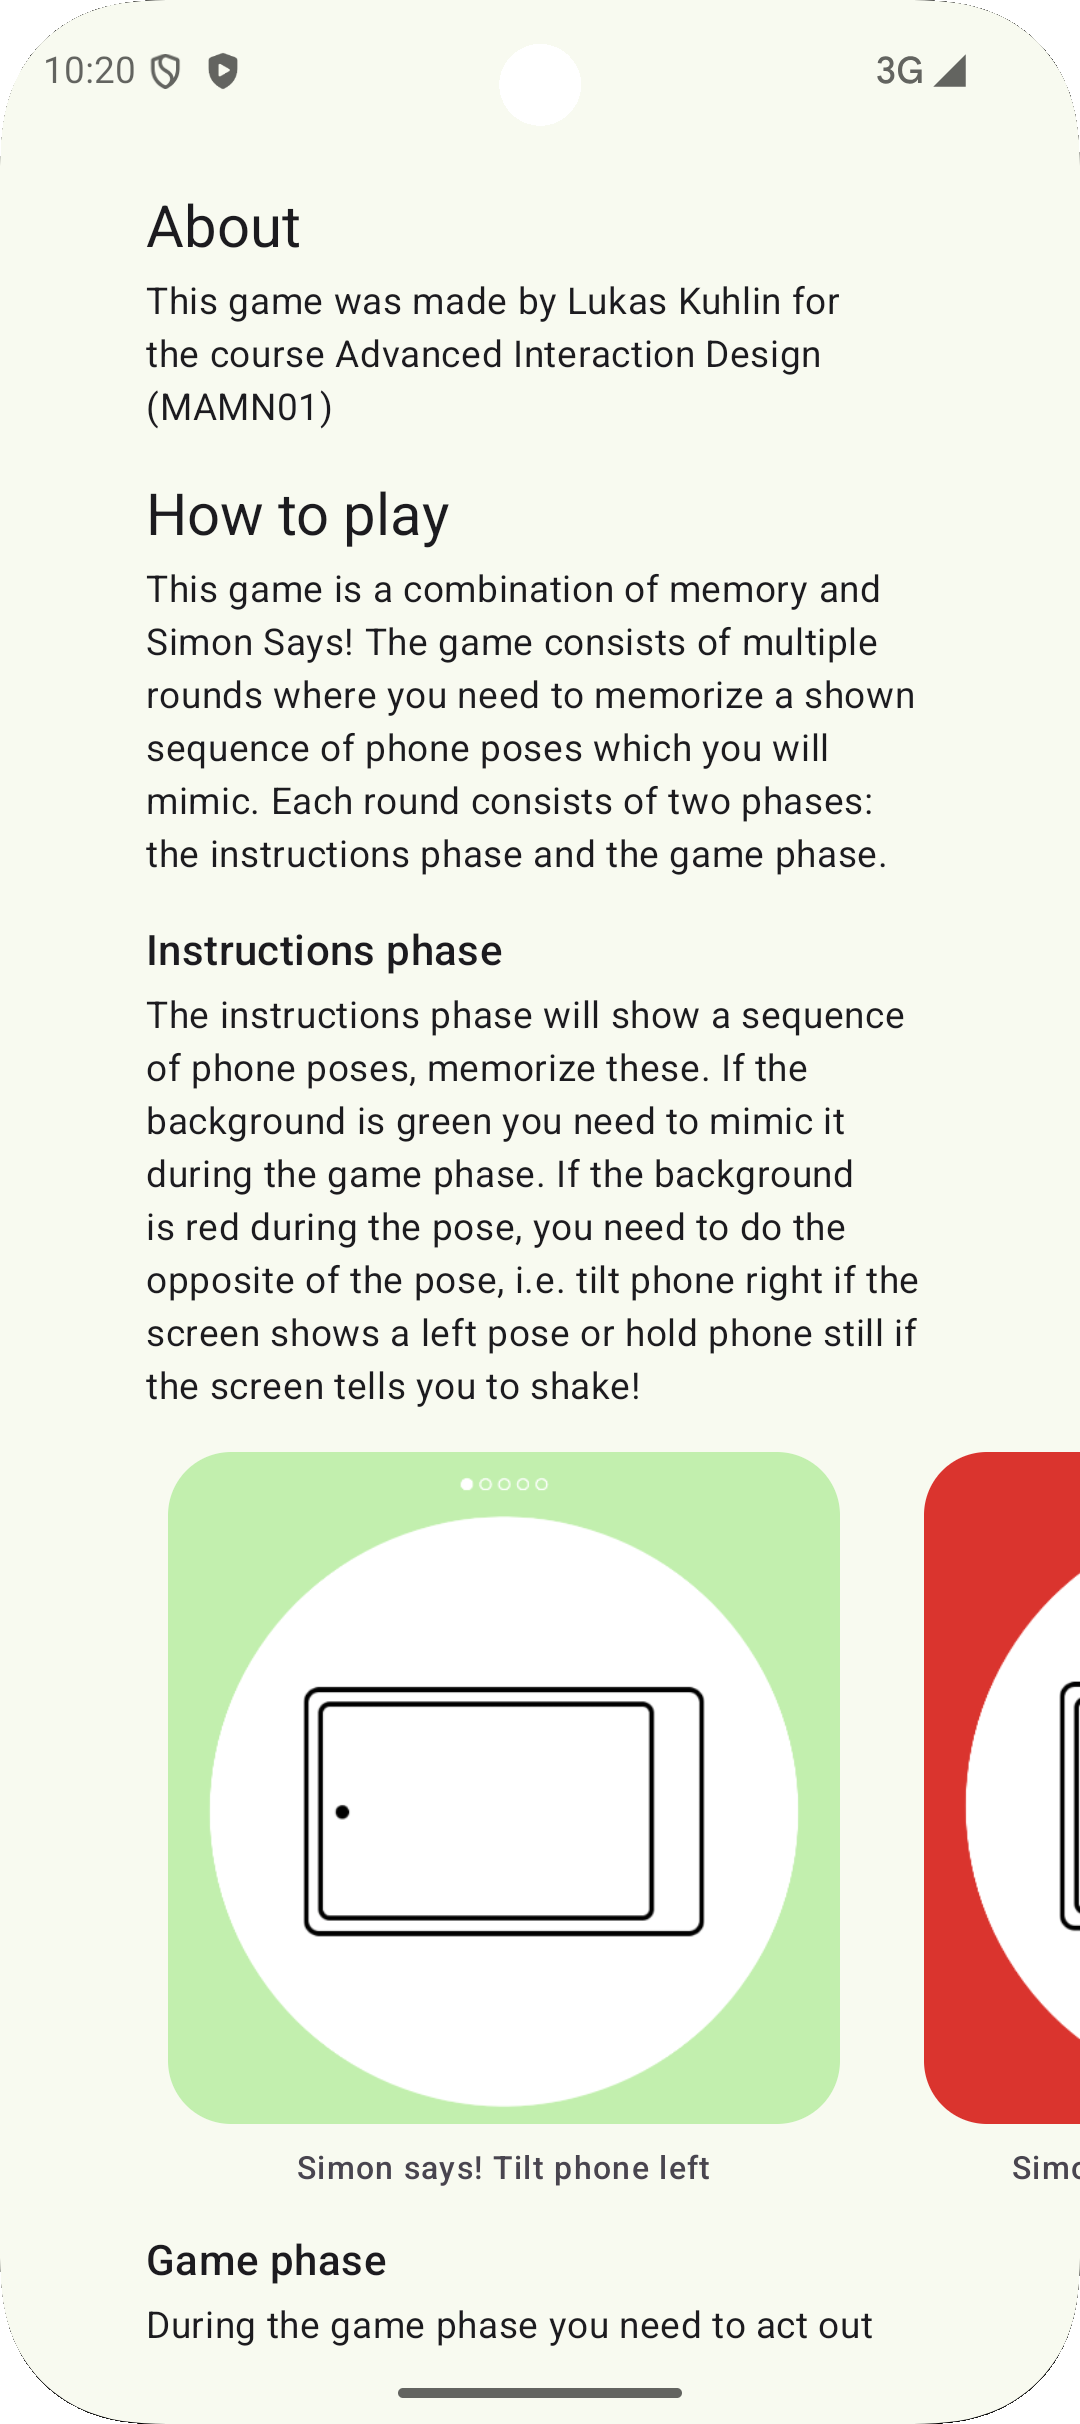 10:20
3G
About
This game was made by Lukas Kuhlin for
the course Advanced Interaction Design
(MAMN01)
How to play
This game is a combination of memory and
Simon Says! The game consists of multiple
rounds where you need to memorize a shown
sequence of phone poses which you will
mimic. Each round consists of two phases:
the instructions phase and the game phase.
Instructions phase
The instructions phase will show a sequence
of phone poses, memorize these. If the
background is green you need to mimic it
during the game phase. If the background
is red during the pose, you need to do the
opposite of the pose, i.e. tilt phone right if the
screen shows a left pose or hold phone still if
the screen tells you to shake!
Simon says! Tilt phone left
Game phase
During the game phase you need to act out